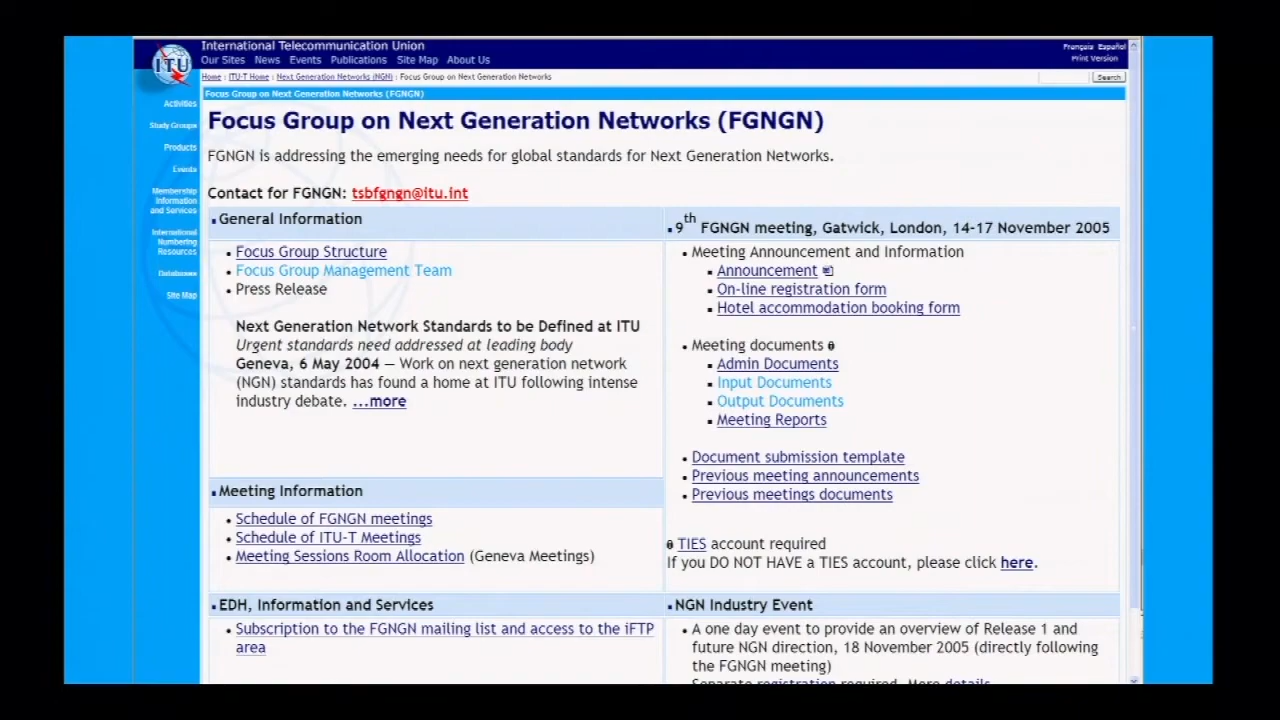 International Telecommunication Union
Français Español
Our Sites News Events Publications Site Map About Us
Print Version
ITU
Home : ITU-T Home : Next Generation Networks (NGN) : Focus Group on Next Generation Networks
Search
Focus Group on Next Generation Networks (FGNGN)
Activities
Study Groups
Products
Events
Membership
Information
and Services
International
Numbering
Resources
Databases
Site Map
Focus Group on Next Generation Networks (FGNGN)
FGNGN is addressing the emerging needs for global standards for Next Generation Networks.
Contact for FGNGN: tsbfgngn@itu.int
General Information
Focus Group Structure
Focus Group Management Team
Press Release
Next Generation Network Standards to be Defined at ITU
Urgent standards need addressed at leading body
Geneva, 6 May 2004 — Work on next generation network
(NGN) standards has found a home at ITU following intense
industry debate. ...more
9th FGNGN meeting, Gatwick, London, 14-17 November 2005
Meeting Announcement and Information
Announcement
On-line registration form
Hotel accommodation booking form
Meeting documents
Admin Documents
Input Documents
Output Documents
Meeting Reports
Document submission template
Previous meeting announcements
Previous meetings documents
TIES account required
If you DO NOT HAVE a TIES account, please click here.
Meeting Information
Schedule of FGNGN meetings
Schedule of ITU-T Meetings
Meeting Sessions Room Allocation (Geneva Meetings)
EDH, Information and Services
Subscription to the FGNGN mailing list and access to the iFTP
area
NGN Industry Event
A one day event to provide an overview of Release 1 and
future NGN direction, 18 November 2005 (directly following
the FGNGN meeting)
Separate registration required. More details